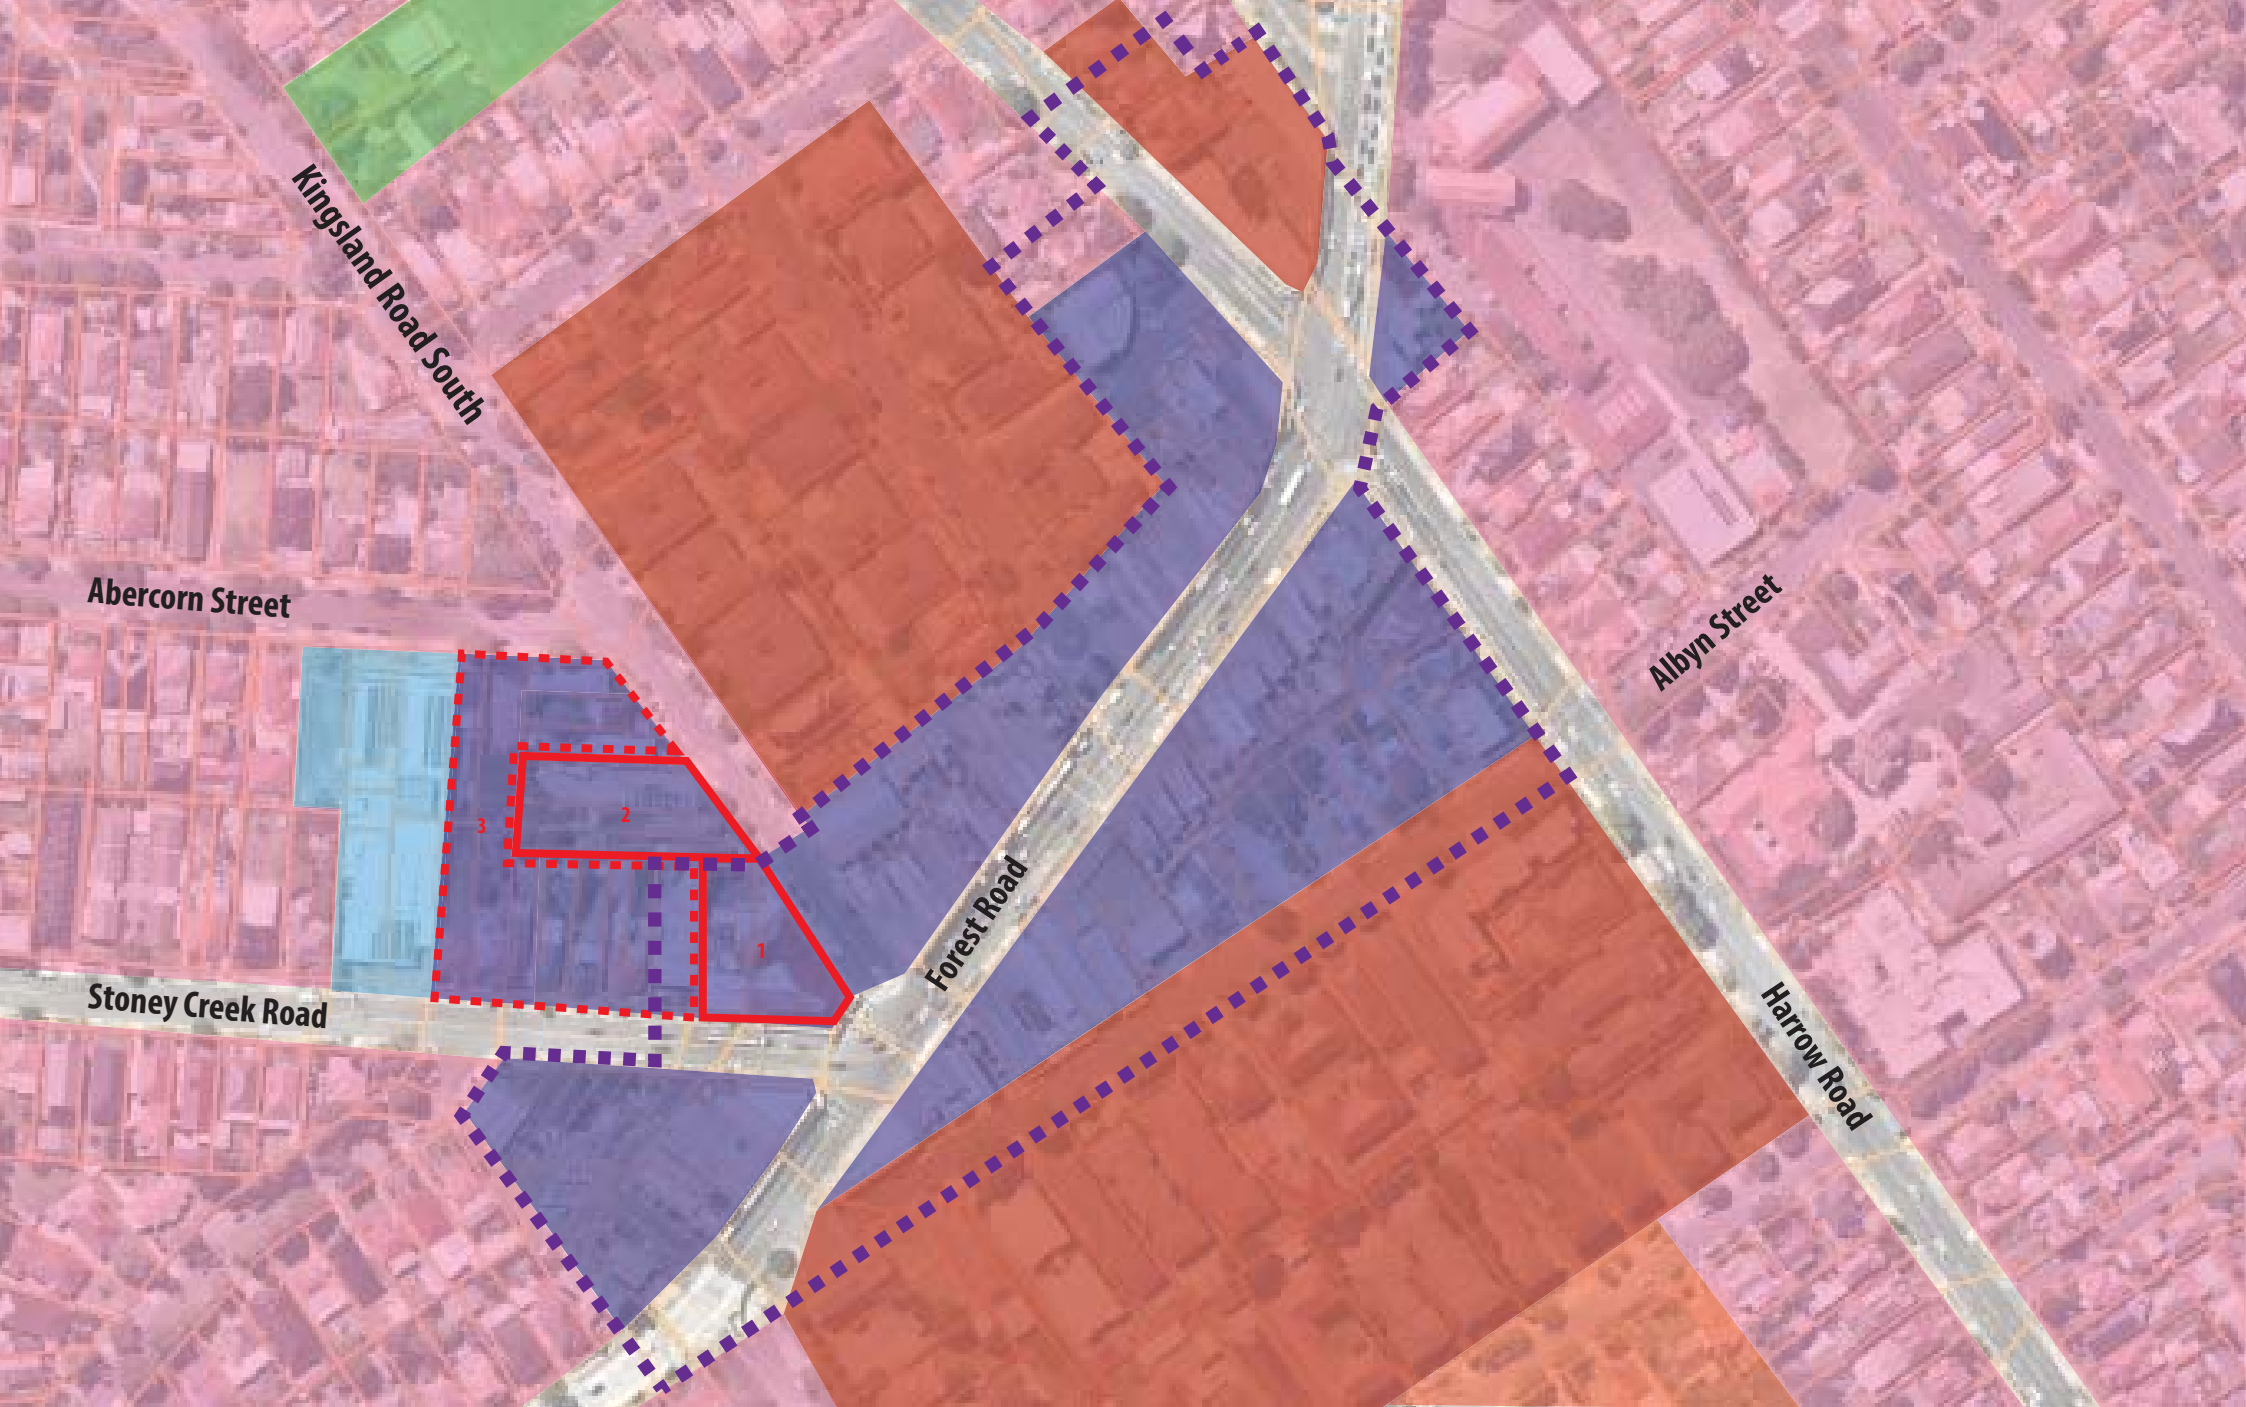 Kingsland Road South
Abercorn Street
Albyn Street
2
3
1
Forest Road
Stoney Creek Road
Harrow Road